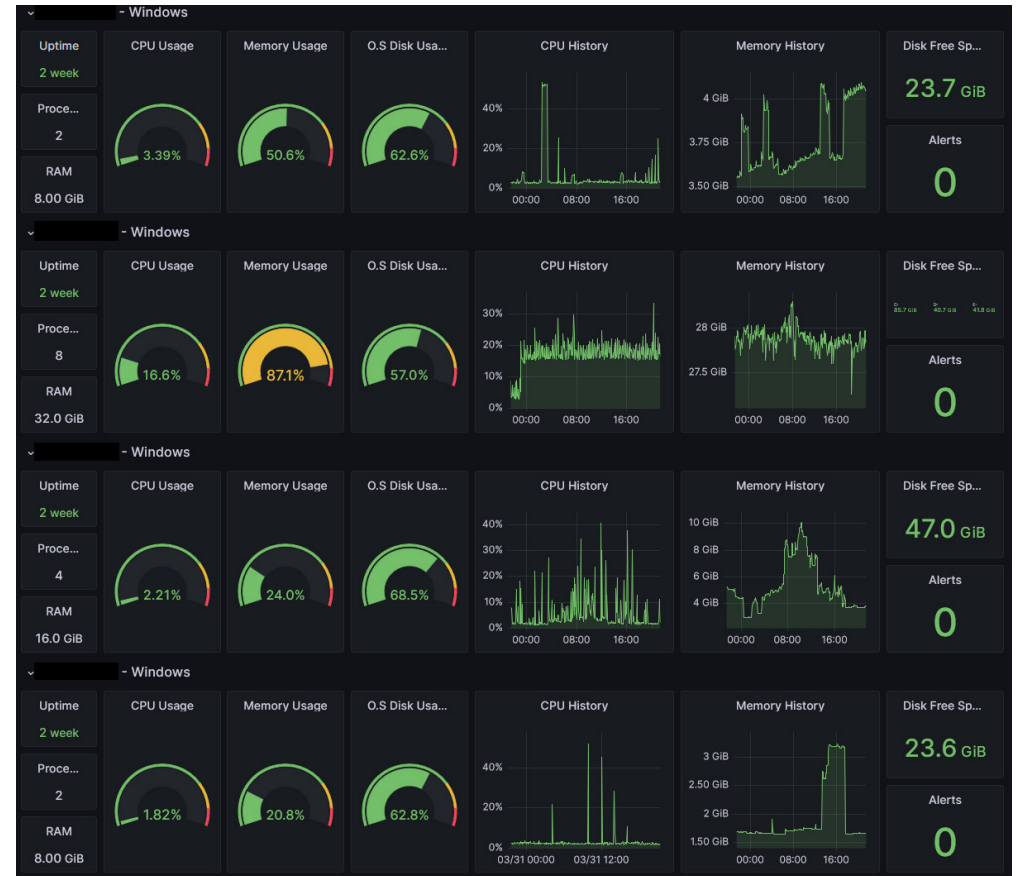 - Windows
Uptime
2 week
Proce...
2
RAM
8.00 GiB
CPU Usage
3.39%
Memory Usage
50.6%
O.S Disk Usa...
62.6%
CPU History
40%
20%
0%
00:00 08:00 16:00
Memory History
4 GiB
3.75 GiB
3.50 GiB
00:00 08:00 16:00
Disk Free Sp...
23.7 GiB
Alerts
0
- Windows
Uptime
2 week
Proce...
8
RAM
32.0 GiB
CPU Usage
16.6%
Memory Usage
87.1%
O.S Disk Usa...
57.0%
CPU History
30%
20%
10%
0%
00:00 08:00 16:00
Memory History
28 GiB
27.5 GiB
00:00 08:00 16:00
Disk Free Sp...
85.7 GiB 40.7 GiB 41.8 GiB
Alerts
0
- Windows
Uptime
2 week
Proce...
4
RAM
16.0 GiB
CPU Usage
2.21%
Memory Usage
24.0%
O.S Disk Usa...
68.5%
CPU History
40%
30%
20%
10%
0%
00:00 08:00 16:00
Memory History
10 GiB
8 GiB
6 GiB
4 GiB
00:00 08:00 16:00
Disk Free Sp...
47.0 GiB
Alerts
0
- Windows
Uptime
2 week
Proce...
2
RAM
8.00 GiB
CPU Usage
1.82%
Memory Usage
20.8%
O.S Disk Usa...
62.8%
CPU History
40%
20%
0%
03/31 00:00 03/31 12:00
Memory History
3 GiB
2.50 GiB
2 GiB
1.50 GiB
00:00 08:00 16:00
Disk Free Sp...
23.6 GiB
Alerts
0